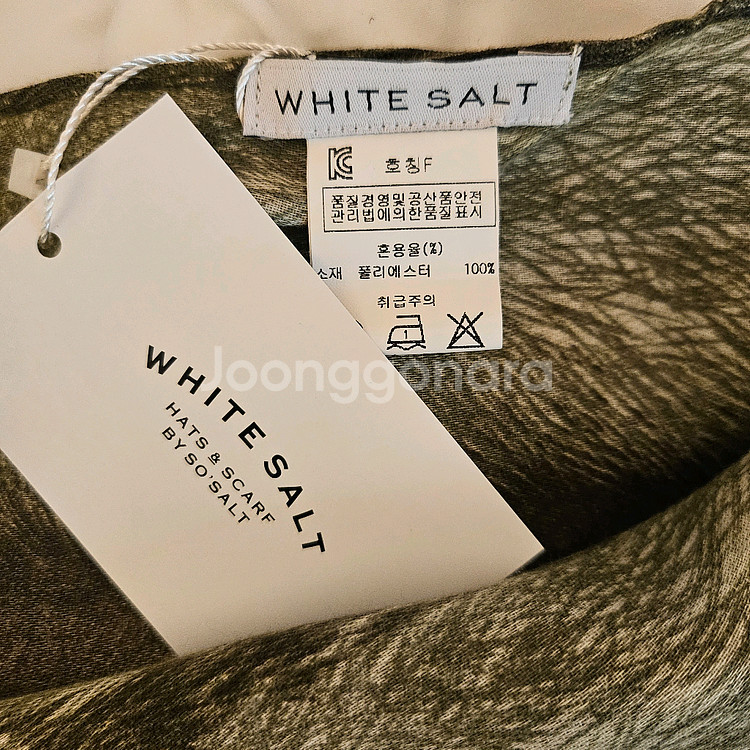 WHITE SALT
호칭F
품질경영및공산품안전
관리법에의한품질표시
혼용율(%)
소재 폴리에스터 100%
취급주의
1
WHITE SALT
HATS & SCARF
BY SO'SALT
Joonggonara